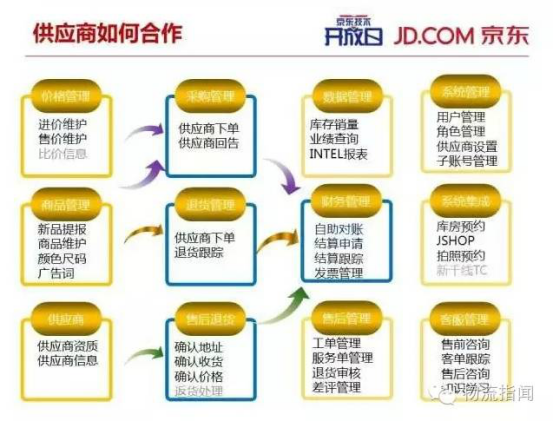 供应商如何合作
京东技术
开放日
JD.COM 京东
价格管理
进价维护
售价维护
比价信息
采购管理
供应商下单
供应商回告
数据管理
库存销量
业绩查询
INTEL报表
系统管理
用户管理
角色管理
供应商设置
子账号管理
商品管理
新品提报
商品维护
颜色尺码
广告词
退货管理
供应商下单
退货跟踪
财务管理
自助对账
结算申请
结算跟踪
发票管理
系统集成
库房预约
JSHOP
拍照预约
新干线TC
供应商
供应商资质
供应商信息
售后退货
确认地址
确认收货
确认价格
返货处理
售后管理
工单管理
服务单管理
退货审核
差评管理
客服管理
售前咨询
客单跟踪
售后咨询
知识学习
物流指闻